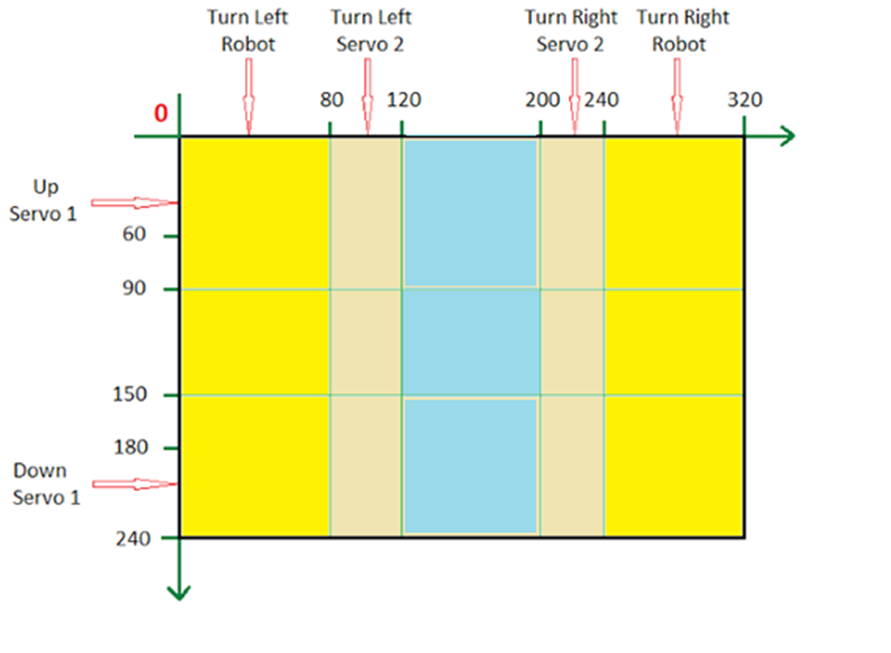 Turn Left
Robot
Turn Left
Servo 2
Turn Right
Servo 2
Turn Right
Robot
0
80
120
200
240
320
Up
Servo 1
60
90
150
180
Down
Servo 1
240